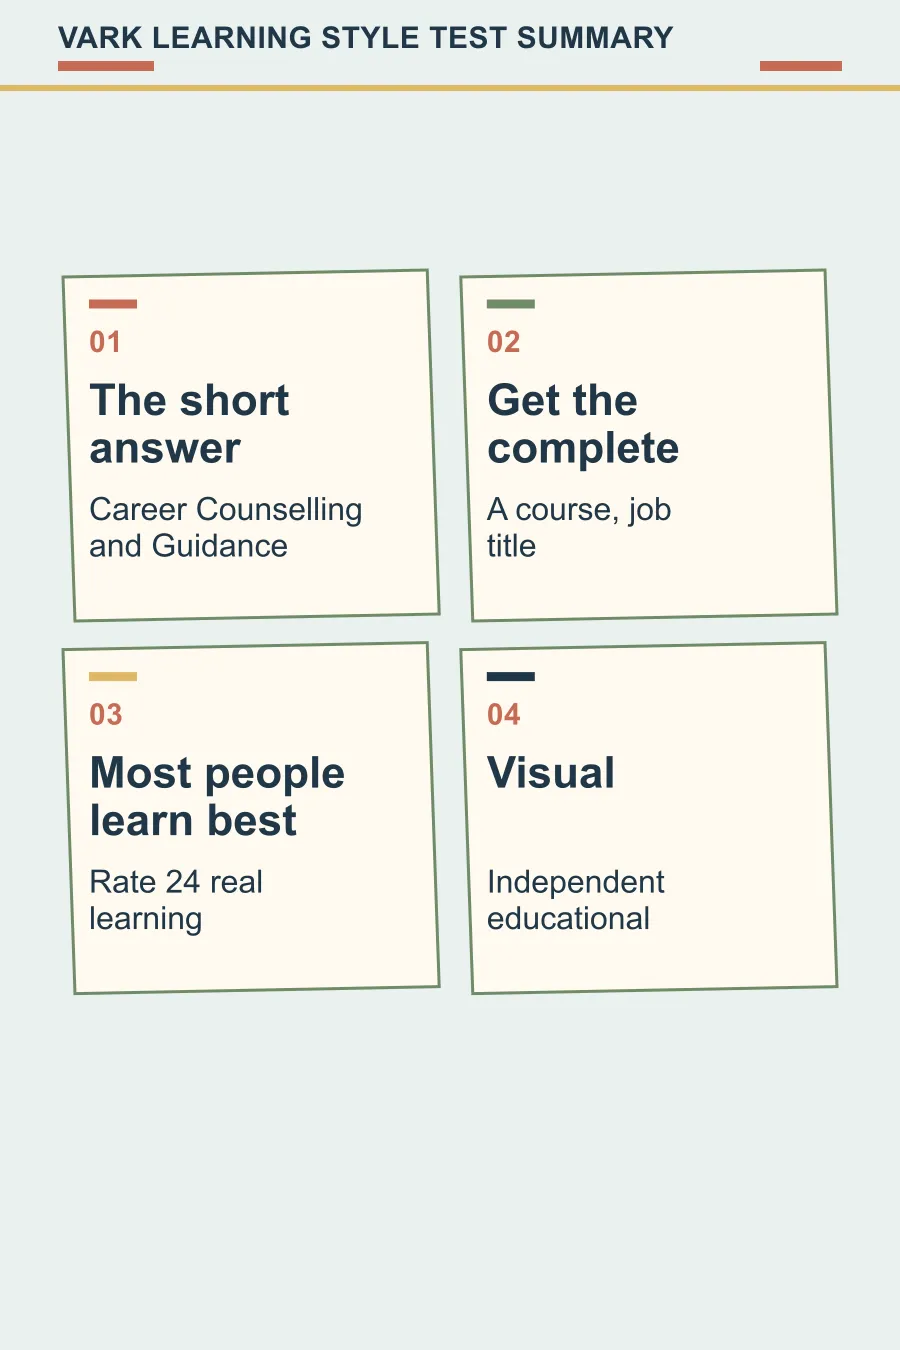 VARK LEARNING STYLE TEST SUMMARY
01
The short
answer
Career Counselling
and Guidance
02
Get the
complete
A course, job
title
03
Most people
learn best
Rate 24 real
learning
04
Visual
Independent
educational